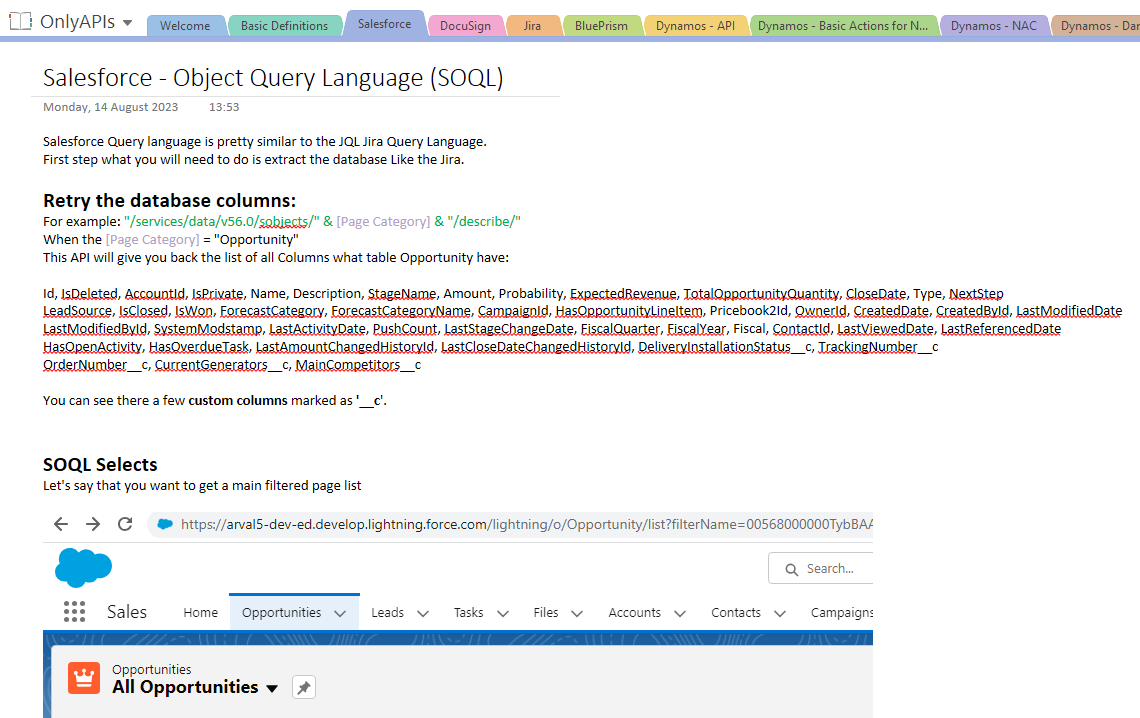 OnlyAPIs
Welcome
Basic Definitions
Salesforce
DocuSign
Jira
BluePrism
Dynamos - API
Dynamos - Basic Actions for N...
Dynamos - NAC
Dynamos - Dar
Salesforce - Object Query Language (SOQL)
Monday, 14 August 2023 13:53
Salesforce Query language is pretty similar to the JQL Jira Query Language.
First step what you will need to do is extract the database Like the Jira.
Retry the database columns:
For example: "/services/data/v56.0/sobjects/" & [Page Category] & "/describe/"
When the [Page Category] = "Opportunity"
This API will give you back the list of all Columns what table Opportunity have:
Id, IsDeleted, AccountId, IsPrivate, Name, Description, StageName, Amount, Probability, ExpectedRevenue, TotalOpportunityQuantity, CloseDate, Type, NextStep
LeadSource, IsClosed, IsWon, ForecastCategory, ForecastCategoryName, CampaignId, HasOpportunityLineItem, Pricebook2Id, OwnerId, CreatedDate, CreatedById, LastModifiedDate
LastModifiedById, SystemModstamp, LastActivityDate, PushCount, LastStageChangeDate, FiscalQuarter, FiscalYear, Fiscal, ContactId, LastViewedDate, LastReferencedDate
HasOpenActivity, HasOverdueTask, LastAmountChangedHistoryId, LastCloseDateChangedHistoryId, DeliveryInstallationStatus__c, TrackingNumber__c
OrderNumber__c, CurrentGenerators__c, MainCompetitors__c
You can see there a few custom columns marked as '__c'.
SOQL Selects
Let's say that you want to get a main filtered page list
https://arval5-dev-ed.develop.lightning.force.com/lightning/o/Opportunity/list?filterName=00568000000TybBAA
Search...
Sales
Home
Opportunities
Leads
Tasks
Files
Accounts
Contacts
Campaigns
Opportunities
All Opportunities